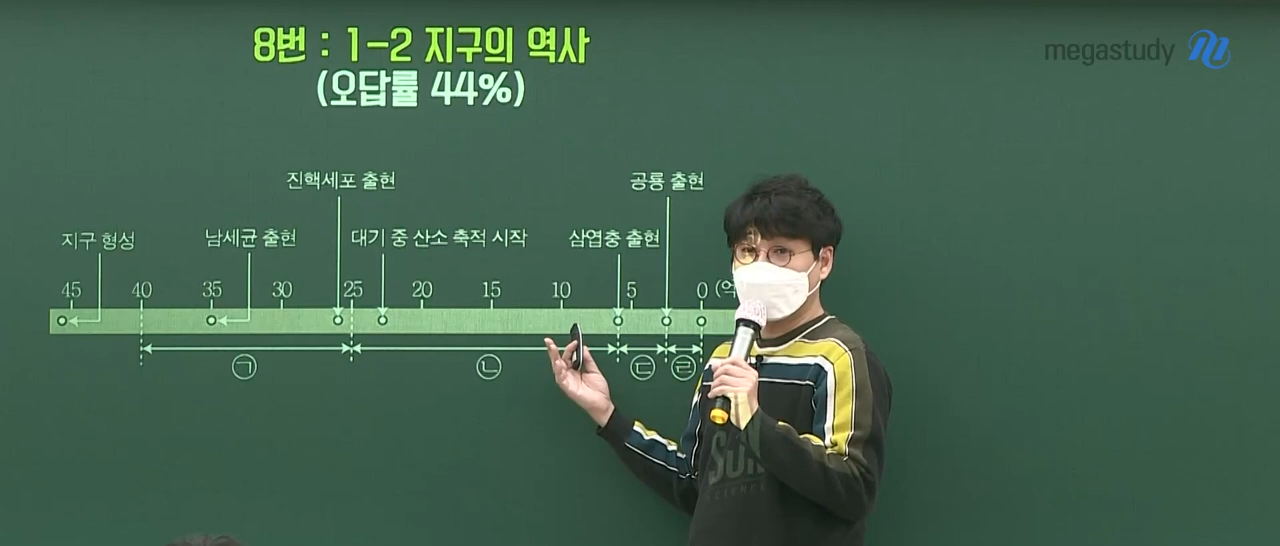 8번 : 1-2 지구의 역사
(오답률 44%)
megastudy
진핵세포 출현
공룡 출현
지구 형성
남세균 출현
대기 중 산소 축적 시작
삼엽충 출현
45 40 35 30 25 20 15 10 5 0 (억
㉠ ㉡ ㉢ ㉣
SCIENCE